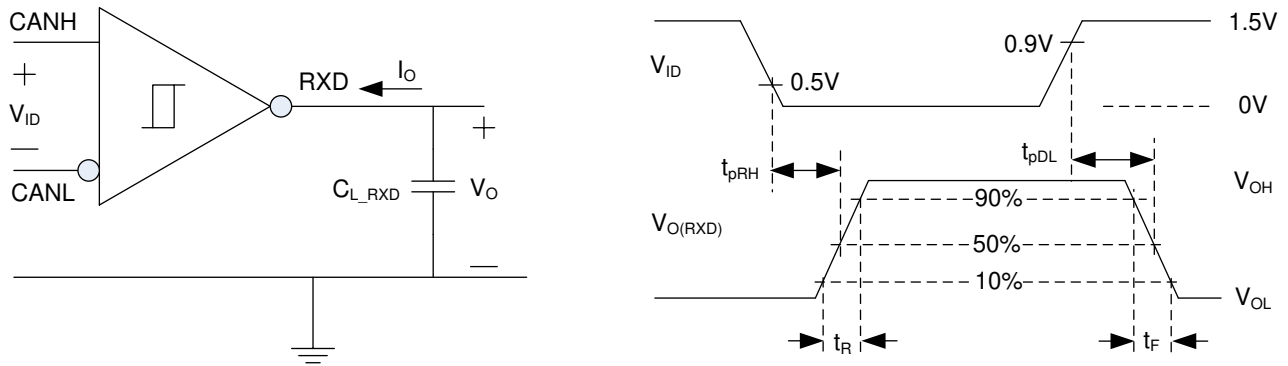 CANH
+
V_ID
—
CANL
RXD
I_O
C_L_RXD
+
V_O
—
V_ID
0.5V
0.9V
1.5V
0V
t_pRH
t_pDL
V_O(RXD)
90%
50%
10%
V_OH
V_OL
t_R
t_F